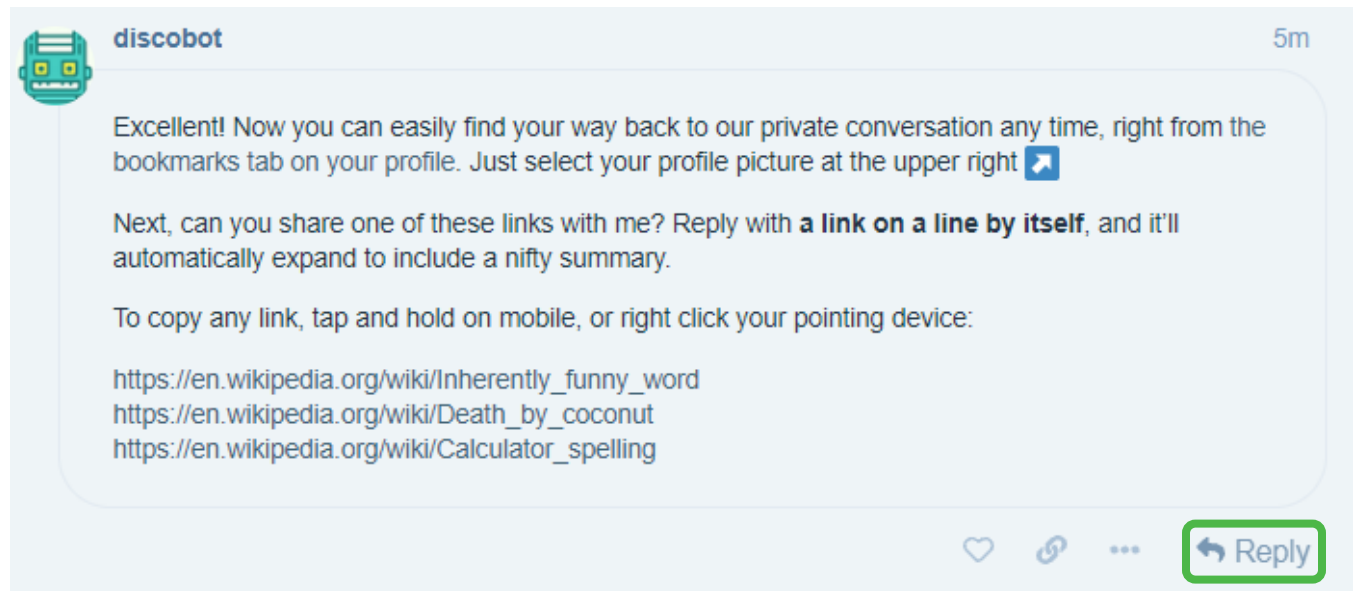 discobot
5m
Excellent! Now you can easily find your way back to our private conversation any time, right from the
bookmarks tab on your profile. Just select your profile picture at the upper right
Next, can you share one of these links with me? Reply with a link on a line by itself, and it’ll
automatically expand to include a nifty summary.
To copy any link, tap and hold on mobile, or right click your pointing device:
https://en.wikipedia.org/wiki/Inherently_funny_word
https://en.wikipedia.org/wiki/Death_by_coconut
https://en.wikipedia.org/wiki/Calculator_spelling
Reply